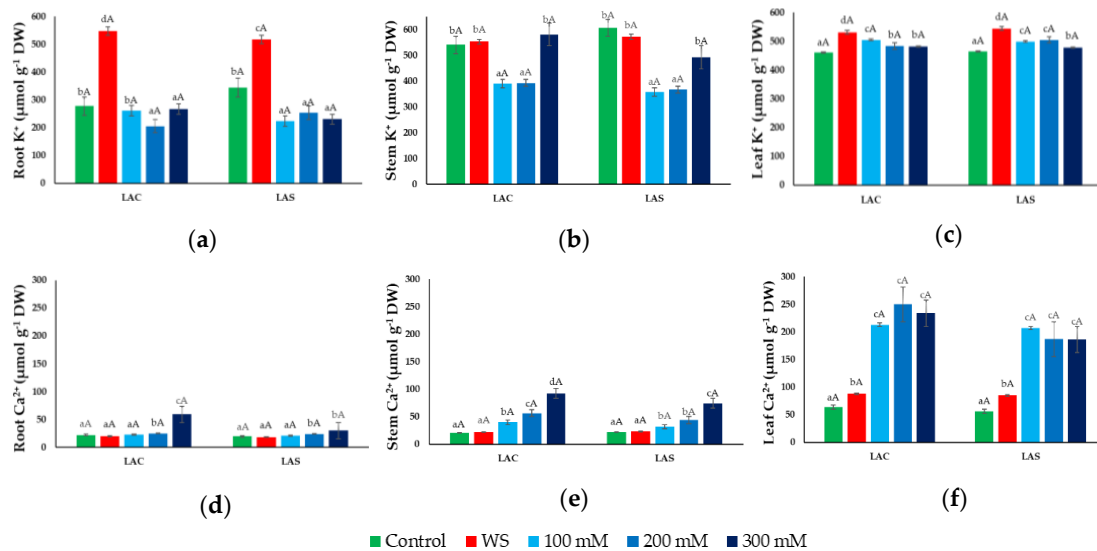 Root K⁺ (µmol g⁻¹ DW)
600
500
400
300
200
100
0
bA dA bA aA aA bA cA aA aA aA
LAC LAS
(a)
Stem K⁺ (µmol g⁻¹ DW)
600
500
400
300
200
100
0
bA bA aA aA bA bA bA aA aA bA
LAC LAS
(b)
Leaf K⁺ (µmol g⁻¹ DW)
600
500
400
300
200
100
0
aA dA cA bA bA aA dA cA cA bA
LAC LAS
(c)
Root Ca²⁺ (µmol g⁻¹ DW)
300
250
200
150
100
50
0
aA aA aA bA cA aA aA aA bA bA
LAC LAS
(d)
Stem Ca²⁺ (µmol g⁻¹ DW)
300
250
200
150
100
50
0
aA aA bA cA dA aA aA bA bA cA
LAC LAS
(e)
Leaf Ca²⁺ (µmol g⁻¹ DW)
300
250
200
150
100
50
0
aA bA cA cA cA aA bA cA cA cA
LAC LAS
(f)
Control WS 100 mM 200 mM 300 mM